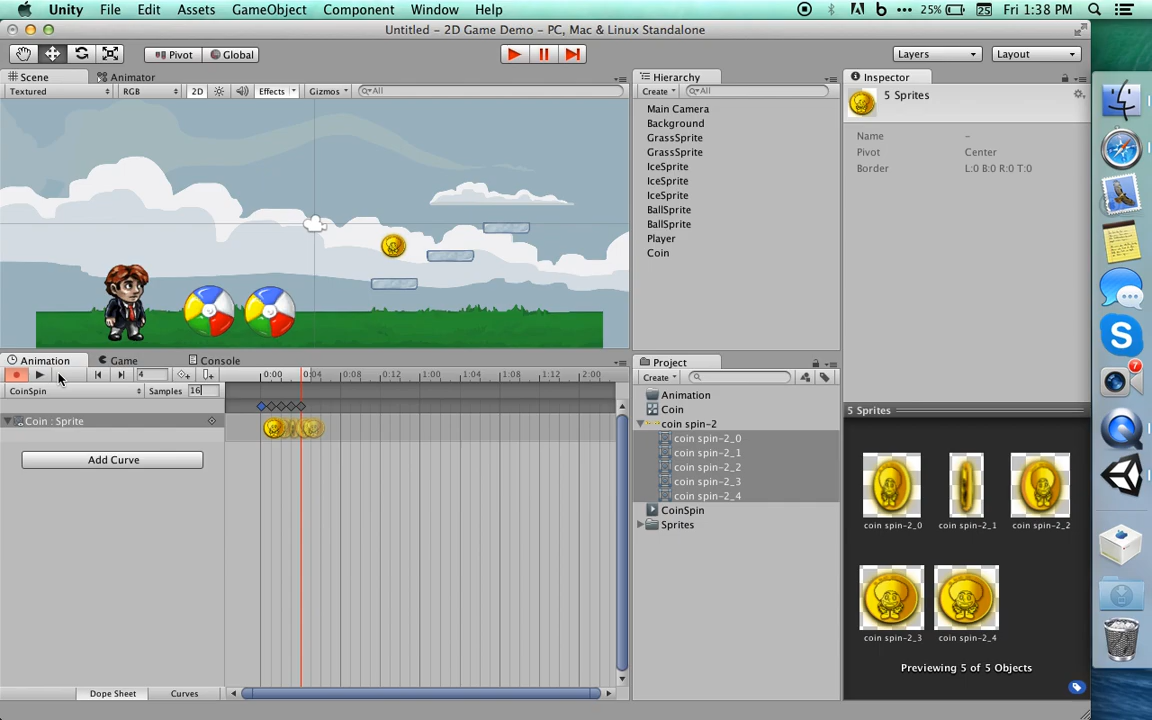 Unity File Edit Assets GameObject Component Window Help 25% 25 Fri 1:38 PM
Untitled - 2D Game Demo - PC, Mac & Linux Standalone
Pivot Global Layers Layout
Scene Animator Hierarchy Inspector
Textured RGB 2D Effects Gizmos All Create All
5 Sprites
Main Camera
Background
GrassSprite
GrassSprite
IceSprite
IceSprite
IceSprite
BallSprite
BallSprite
Player
Coin
Name -
Pivot Center
Border L:0 B:0 R:0 T:0
Animation Game Console Project
4 0:00 0:04 0:08 0:12 1:00 1:04 1:08 1:12 2:00 Create
CoinSpin Samples 16
Coin : Sprite
Add Curve
Animation
Coin
coin spin-2
coin spin-2_0
coin spin-2_1
coin spin-2_2
coin spin-2_3
coin spin-2_4
CoinSpin
Sprites
5 Sprites
coin spin-2_0 coin spin-2_1 coin spin-2_2
coin spin-2_3 coin spin-2_4
Previewing 5 of 5 Objects
Dope Sheet Curves
7